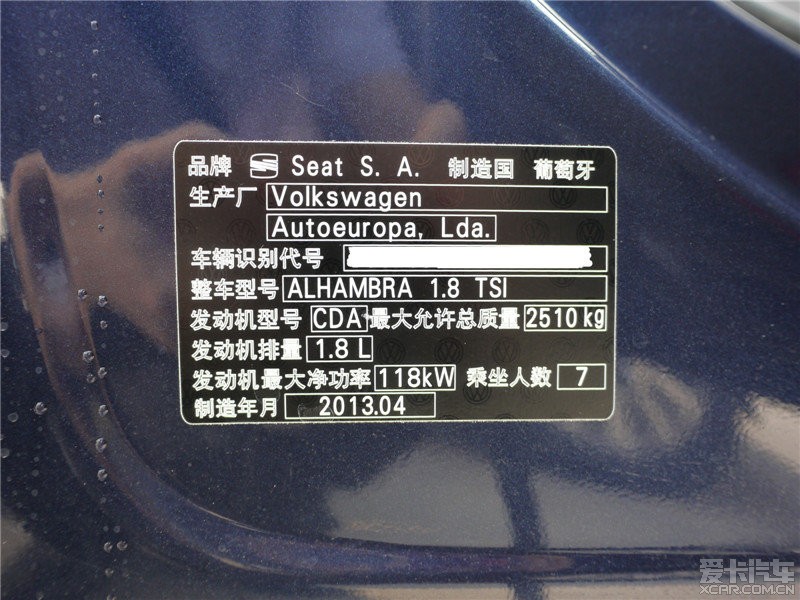 品牌 Seat S. A. 制造国 葡萄牙
生产厂 Volkswagen
Autoeuropa, Lda.
车辆识别代号
整车型号 ALHAMBRA 1.8 TSI
发动机型号 CDA 最大允许总质量 2510 kg
发动机排量 1.8 L
发动机最大净功率 118kW 乘坐人数 7
制造年月 2013.04
爱卡汽车
XCAR.COM.CN